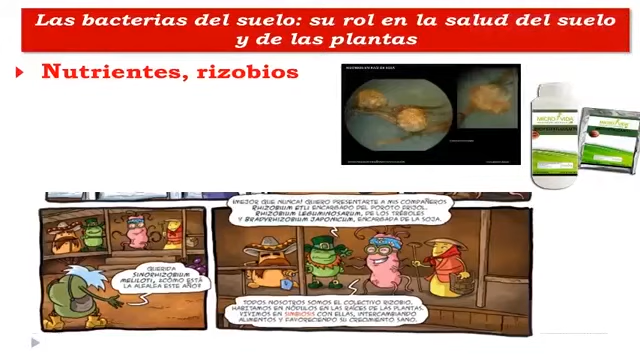 Las bacterias del suelo: su rol en la salud del suelo
y de las plantas
Nutrientes, rizobios
MICROVIDA
¡MEJOR QUE NUNCA! QUIERO PRESENTARTE A MIS COMPAÑEROS
RHIZOBIUM ETLI ENCARGADO DEL POROTO FRIJOL,
RHIZOBIUM LEGUMINOSARUM, DE LOS TRÉBOLES
Y BRADYRHIZOBIUM JAPONICUM, ENCARGADA DE LA SOJA.
QUERIDA
SINORHIZOBIUM
MELILOTI, ¿CÓMO ESTÁ
LA ALFALFA ESTE AÑO?
TODOS NOSOTROS SOMOS EL COLECTIVO RIZOBIO,
HABITAMOS EN NÓDULOS EN LAS RAÍCES DE LAS PLANTAS.
VIVIMOS EN SIMBIOSIS CON ELLAS, INTERCAMBIANDO
ALIMENTOS Y FAVORECIENDO SU CRECIMIENTO SANO.